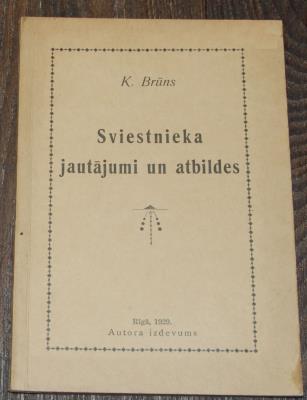 K. Brūns
Sviestnieka
jautājumi un atbildes
Rīgā, 1929.
Autora izdevums